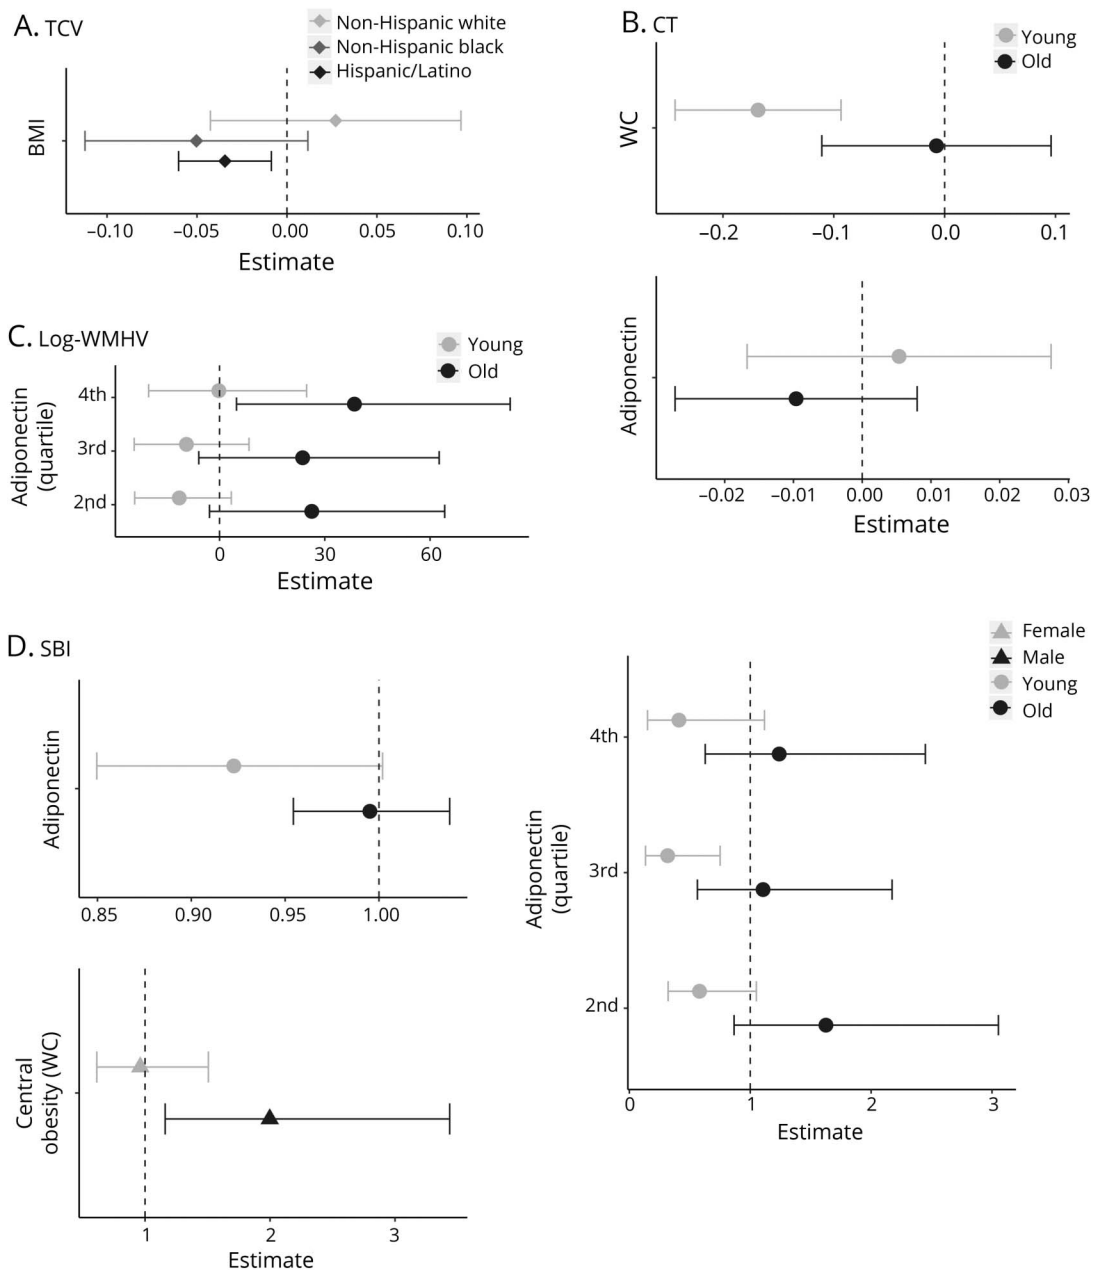 A. TCV
Non-Hispanic white
Non-Hispanic black
Hispanic/Latino
BMI
−0.10 −0.05 0.00 0.05 0.10
Estimate
B. CT
Young
Old
WC
−0.2 −0.1 0.0 0.1
Adiponectin
−0.02 −0.01 0.00 0.01 0.02 0.03
Estimate
C. Log-WMHV
Young
Old
Adiponectin
(quartile)
4th
3rd
2nd
0 30 60
Estimate
D. SBI
Adiponectin
0.85 0.90 0.95 1.00
Central
obesity (WC)
1 2 3
Estimate
Female
Male
Young
Old
Adiponectin
(quartile)
4th
3rd
2nd
0 1 2 3
Estimate